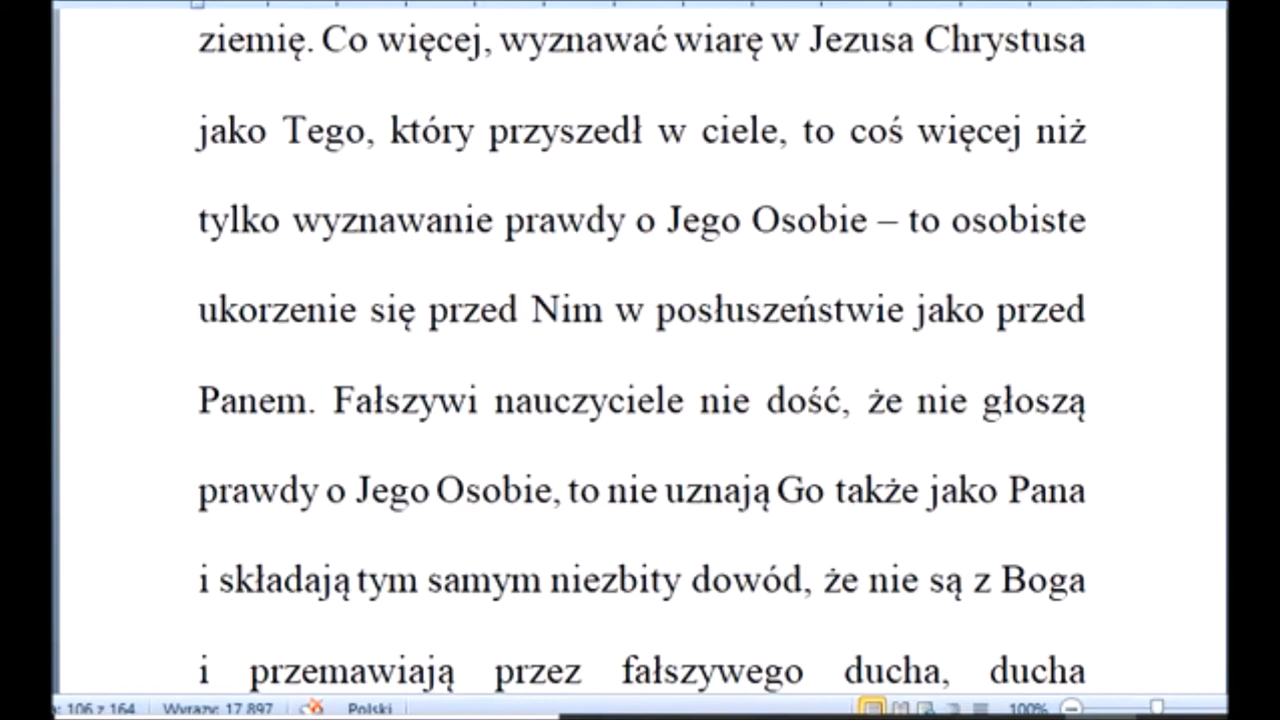 ziemię. Co więcej, wyznawać wiarę w Jezusa Chrystusa
jako Tego, który przyszedł w ciele, to coś więcej niż
tylko wyznawanie prawdy o Jego Osobie – to osobiste
ukorzenie się przed Nim w posłuszeństwie jako przed
Panem. Fałszywi nauczyciele nie dość, że nie głoszą
prawdy o Jego Osobie, to nie uznają Go także jako Pana
i składają tym samym niezbity dowód, że nie są z Boga
i przemawiają przez fałszywego ducha, ducha
: 106 z 164 Wyrazy: 17 897 Polski 100%